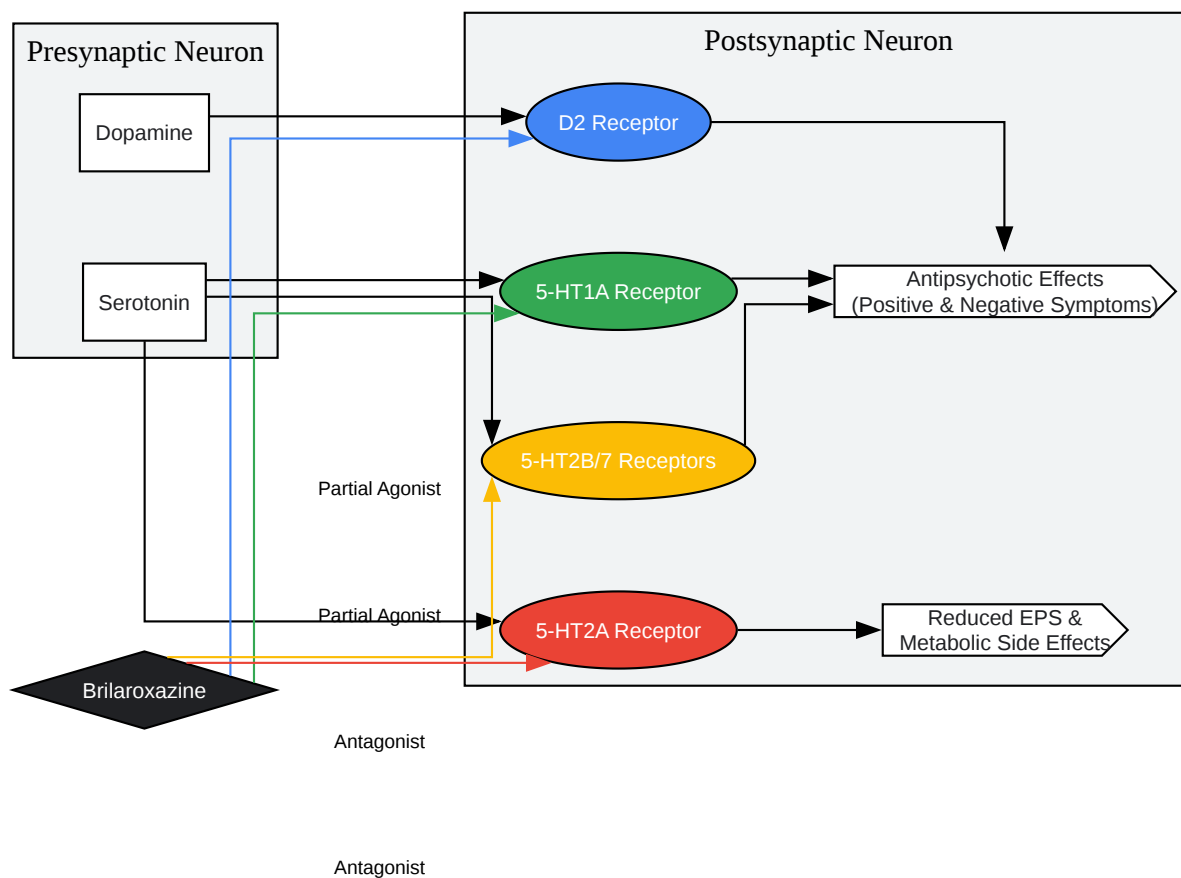 Presynaptic Neuron
Postsynaptic Neuron
Dopamine
D2 Receptor
Serotonin
5-HT1A Receptor
Antipsychotic Effects
(Positive & Negative Symptoms)
5-HT2B/7 Receptors
Partial Agonist
Partial Agonist
5-HT2A Receptor
Reduced EPS &
Metabolic Side Effects
Brilaroxazine
Antagonist
Antagonist